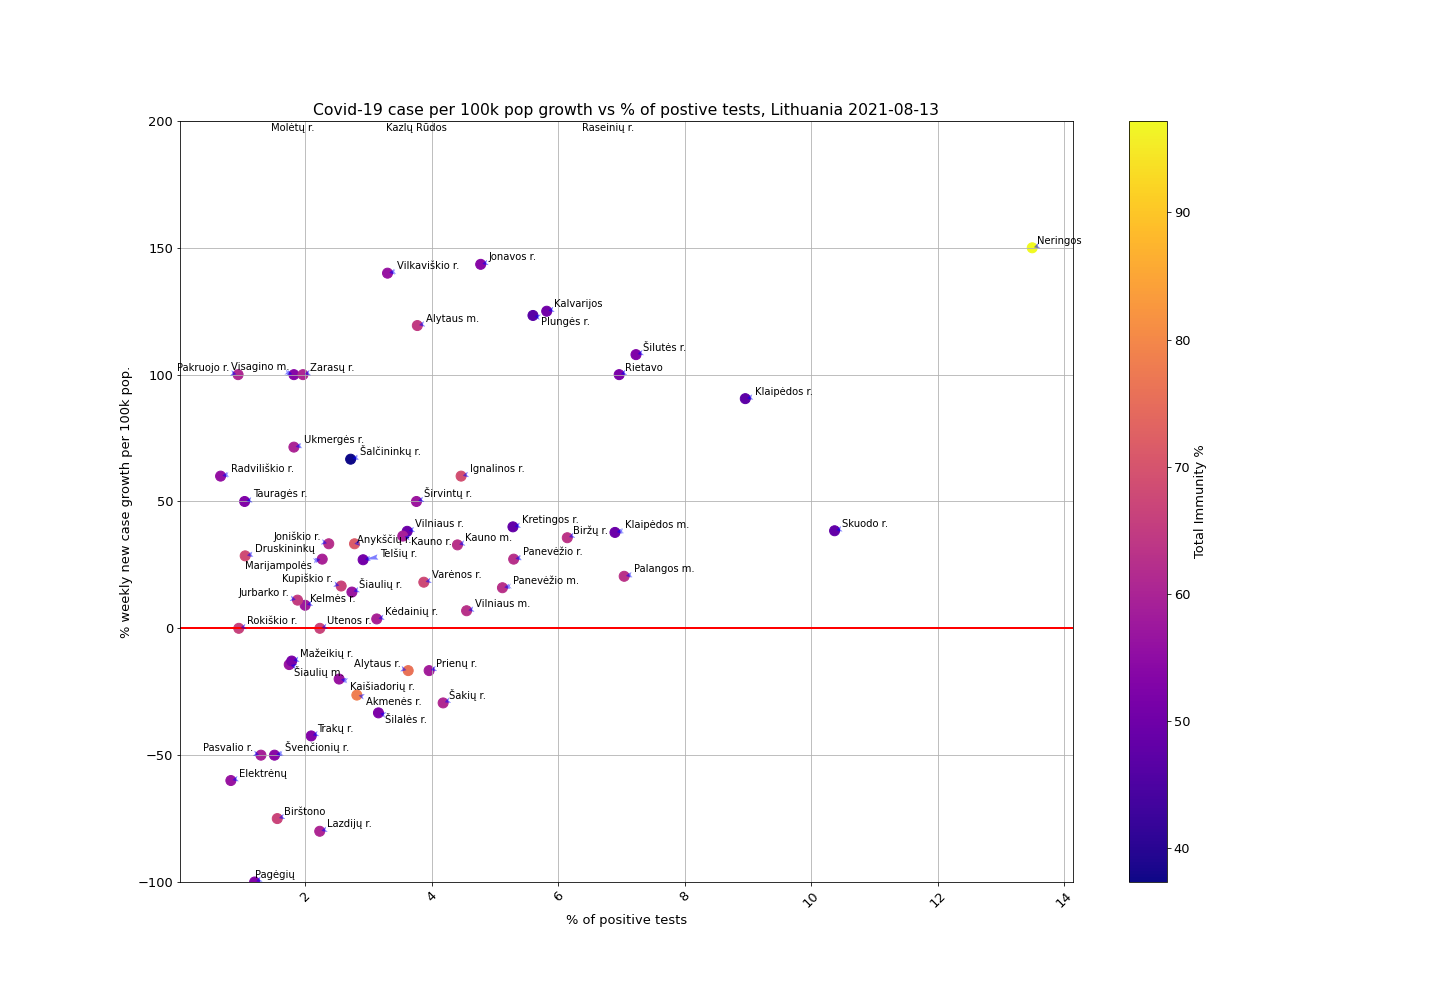 Covid-19 case per 100k pop growth vs % of postive tests, Lithuania 2021-08-13
200
Molėtų r.
Kazlų Rūdos
Raseinių r.
Neringos
150
Jonavos r.
Vilkaviškio r.
Kalvarijos
Alytaus m.
Plungės r.
Šilutės r.
Pakruojo r.
Visagino m.
Zarasų r.
Rietavo
100
Klaipėdos r.
Ukmergės r.
Šalčininkų r.
Radviliškio r.
Ignalinos r.
Tauragės r.
Širvintų r.
50
Vilniaus r.
Kretingos r.
Klaipėdos m.
Skuodo r.
Biržų r.
Joniškio r.
Anykščių r.
Kauno r.
Kauno m.
Druskininkų
Telšių r.
Panevėžio r.
Marijampolės
Palangos m.
Kupiškio r.
Šiaulių r.
Varėnos r.
Panevėžio m.
Jurbarko r.
Kelmės r.
Vilniaus m.
Kėdainių r.
Rokiškio r.
Utenos r.
0
Mažeikių r.
Alytaus r.
Prienų r.
Šiaulių m.
Kaišiadorių r.
Akmenės r.
Šakių r.
Šilalės r.
Trakų r.
Pasvalio r.
Švenčionių r.
−50
Elektrėnų
Birštono
Lazdijų r.
Pagėgių
−100
2
4
6
8
10
12
14
% of positive tests
% weekly new case growth per 100k pop.
90
80
70
60
50
40
Total Immunity %